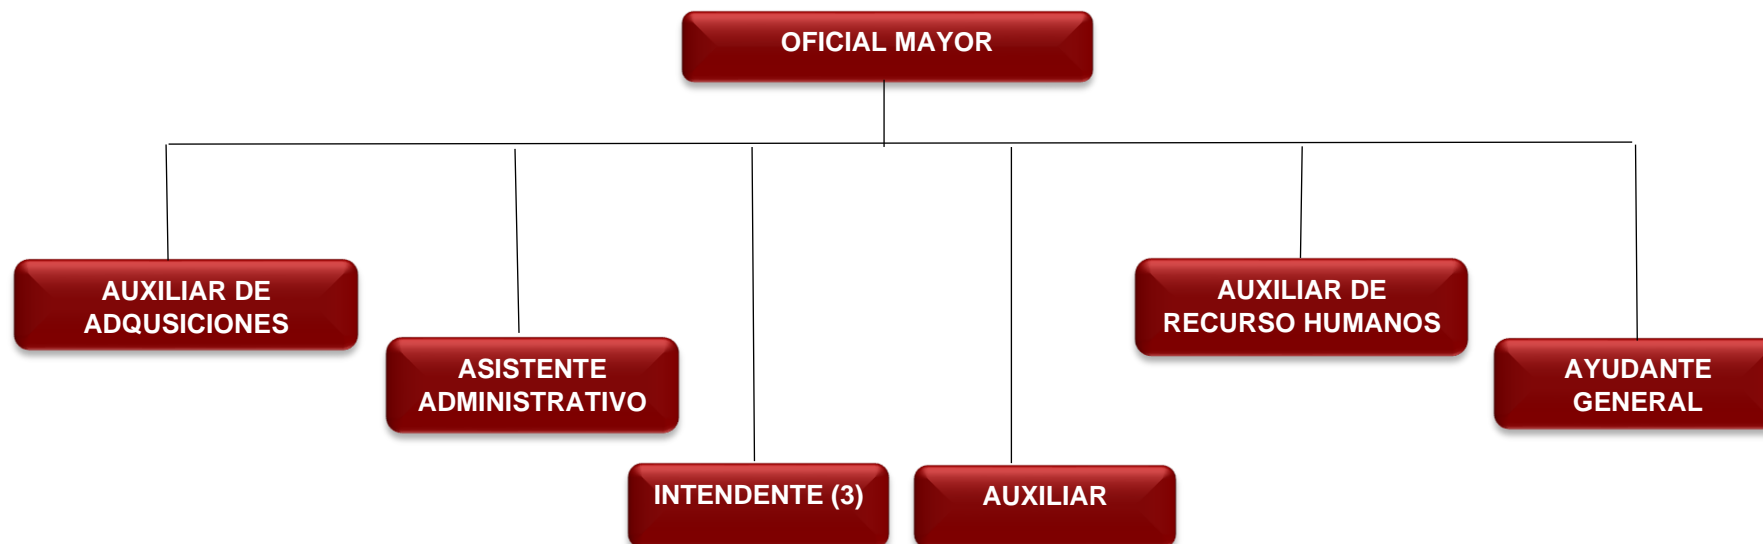 OFICIAL MAYOR
AUXILIAR DE
ADQUSICIONES
ASISTENTE
ADMINISTRATIVO
INTENDENTE (3)
AUXILIAR
AUXILIAR DE
RECURSO HUMANOS
AYUDANTE
GENERAL